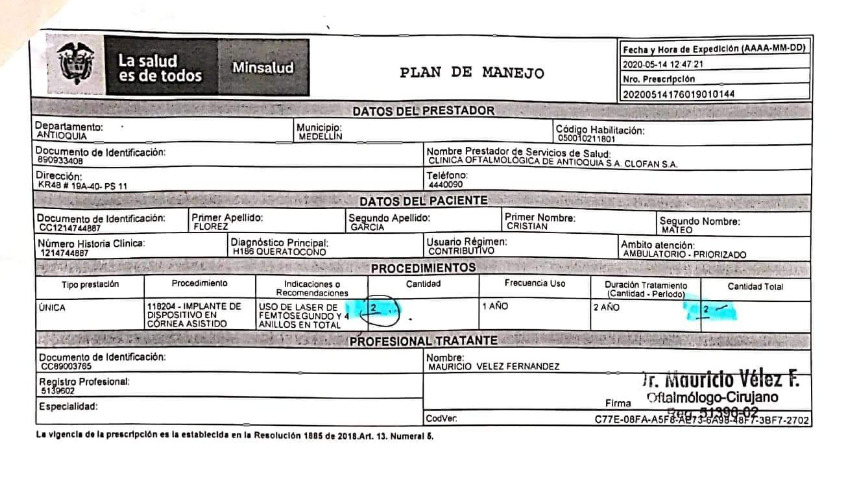 La salud
es de todos
Minsalud
PLAN DE MANEJO
Fecha y Hora de Expedición (AAAA-MM-DD)
2020-05-14 12:47:21
Nro. Prescripción
20200514176019010144
DATOS DEL PRESTADOR
Departamento:
ANTIOQUIA
Municipio:
MEDELLÍN
Código Habilitación:
050010211801
Documento de Identificación:
890933408
Nombre Prestador de Servicios de Salud:
CLINICA OFTALMOLÓGICA DE ANTIOQUIA S.A. CLOFAN S.A.
Dirección:
KR48 # 19A-40- PS 11
Teléfono:
4440090
DATOS DEL PACIENTE
Documento de Identificación:
CC1214744887
Primer Apellido:
FLOREZ
Segundo Apellido:
GARCIA
Primer Nombre:
CRISTIAN
Segundo Nombre:
MATEO
Número Historia Clínica:
1214744887
Diagnóstico Principal:
H186 QUERATOCONO
Usuario Régimen:
CONTRIBUTIVO
Ambito atención:
AMBULATORIO - PRIORIZADO
PROCEDIMIENTOS
Tipo prestación
Procedimiento
Indicaciones o
Recomendaciones
Cantidad
Frecuencia Uso
Duración Tratamiento
(Cantidad - Período)
Cantidad Total
ÚNICA
118204 - IMPLANTE DE
DISPOSITIVO EN
CÓRNEA ASISTIDO
USO DE LASER DE
FEMTOSEGUNDO Y 4
ANILLOS EN TOTAL
2
1 AÑO
2 AÑO
2
PROFESIONAL TRATANTE
Documento de Identificación:
CC89003765
Nombre:
MAURICIO VELEZ FERNANDEZ
Registro Profesional:
5139602
Especialidad:
Firma
Dr. Mauricio Vélez F.
Oftalmólogo-Cirujano
Reg. 51396-02
CodVer:
C77E-08FA-A5F8-AE73-6A98-48F7-3BF7-2702
La vigencia de la prescripción es la establecida en la Resolución 1885 de 2018.Art. 13. Numeral 5.